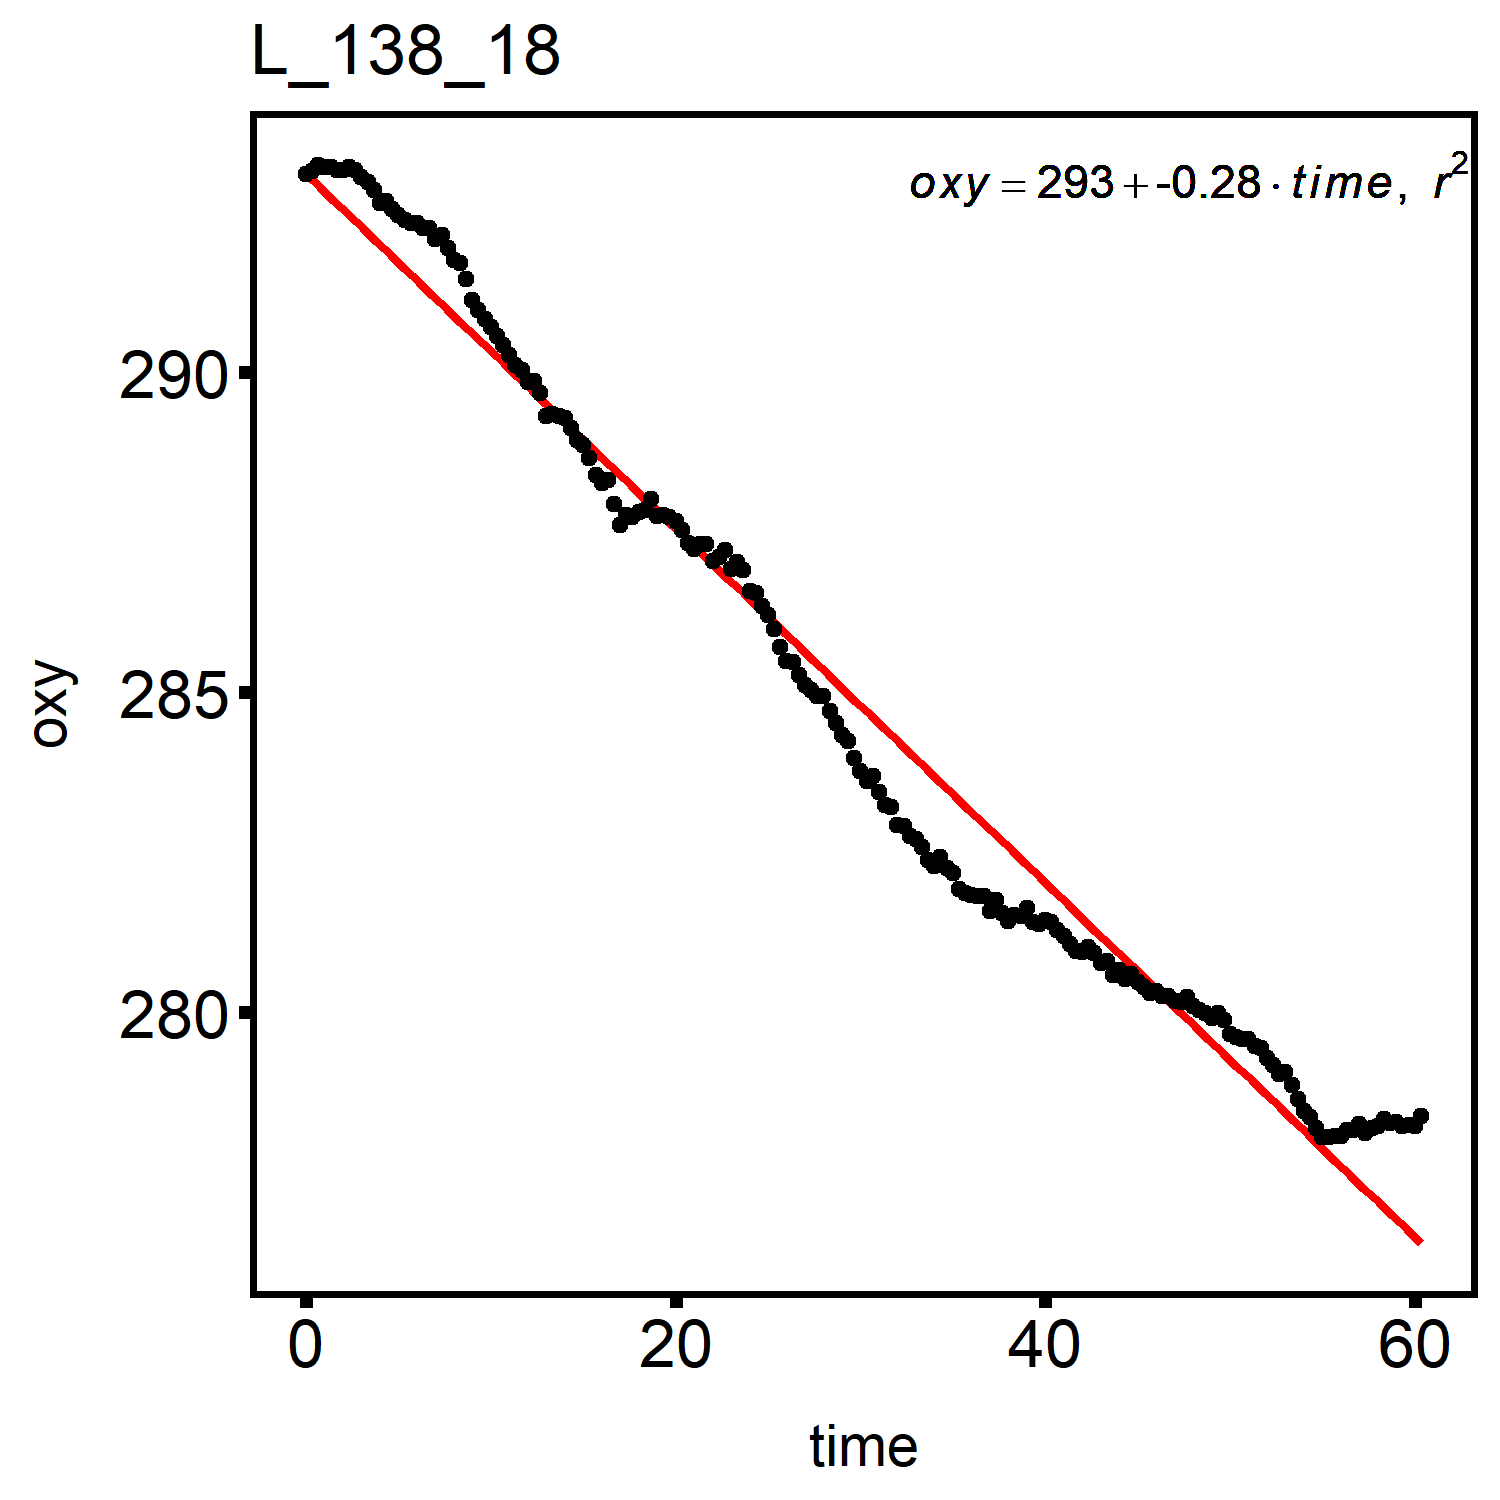 L_138_18
oxy = 293 + -0.28 · time, r²
290
285
280
oxy
0 20 40 60
time